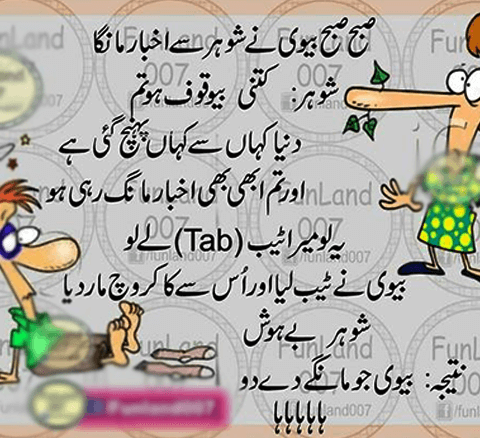 صبح صبح بیوی نے شوہر سے اخبار مانگا
شوہر: کتنی بیوقوف ہو تم
دنیا کہاں سے کہاں پہنچ گئی ہے
اور تم ابھی بھی اخبار مانگ رہی ہو
یہ لو میرا ٹیب (Tab) لے لو
بیوی نے ٹیب لیا اور اُس سے کاکروچ مار دیا
شوہر بے ہوش
نتیجہ: بیوی جو مانگے دے دو
ہاہاہاہاہا
Funland007